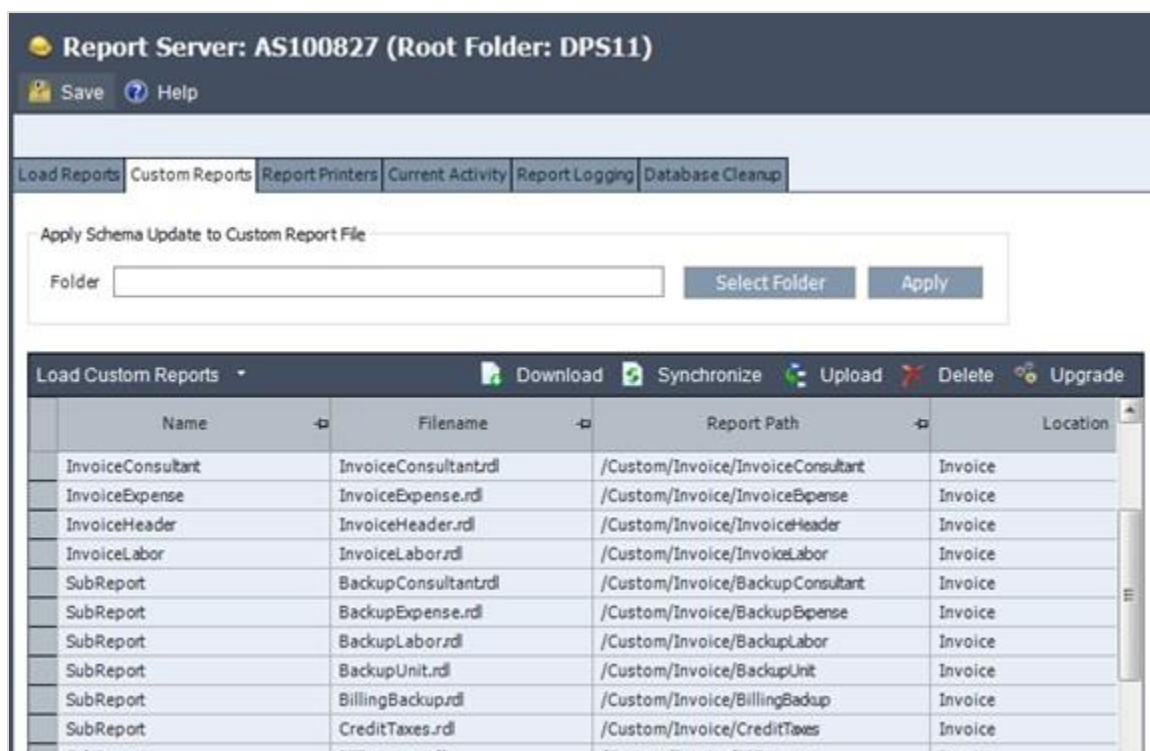 Report Server: AS100827 (Root Folder: DPS11)
Save Help
Load Reports Custom Reports Report Printers Current Activity Report Logging Database Cleanup
Apply Schema Update to Custom Report File
Folder Select Folder Apply
Load Custom Reports Download Synchronize Upload Delete Upgrade
Name Filename Report Path Location
InvoiceConsultant InvoiceConsultant.rdl /Custom/Invoice/InvoiceConsultant Invoice
InvoiceExpense InvoiceExpense.rdl /Custom/Invoice/InvoiceExpense Invoice
InvoiceHeader InvoiceHeader.rdl /Custom/Invoice/InvoiceHeader Invoice
InvoiceLabor InvoiceLabor.rdl /Custom/Invoice/InvoiceLabor Invoice
SubReport BackupConsultant.rdl /Custom/Invoice/BackupConsultant Invoice
SubReport BackupExpense.rdl /Custom/Invoice/BackupExpense Invoice
SubReport BackupLabor.rdl /Custom/Invoice/BackupLabor Invoice
SubReport BackupUnit.rdl /Custom/Invoice/BackupUnit Invoice
SubReport BillingBackup.rdl /Custom/Invoice/BillingBackup Invoice
SubReport CreditTaxes.rdl /Custom/Invoice/CreditTaxes Invoice